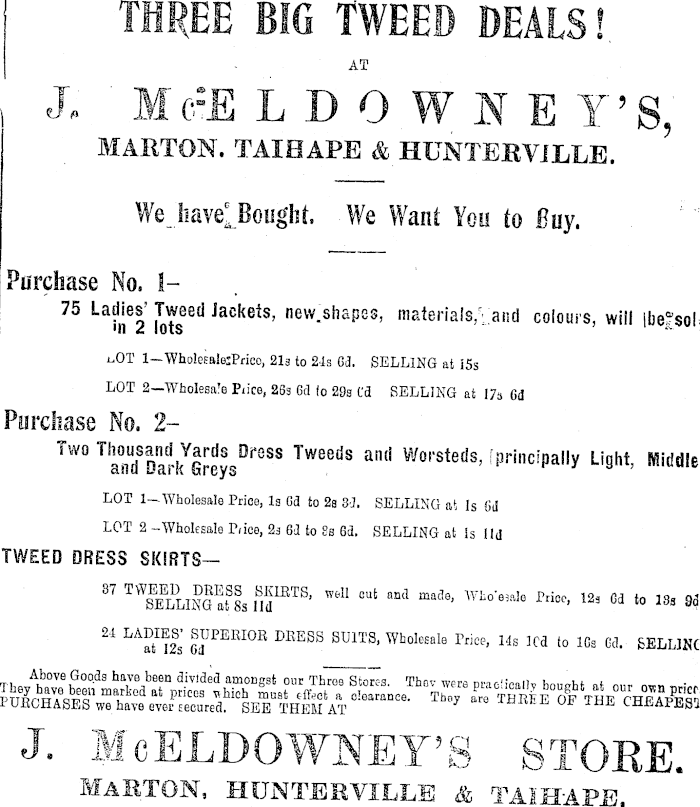 THREE BIG TWEED DEALS!
AT
J. McELDOWNEY'S,
MARTON, TAIHAPE & HUNTERVILLE.
We have Bought. We Want You to Buy.
Purchase No. 1—
75 Ladies' Tweed Jackets, new shapes, materials, and colours, will be sol
in 2 lots
LOT 1—Wholesale Price, 21s to 24s 6d. SELLING at 15s
LOT 2—Wholesale Price, 26s 6d to 29s 6d SELLING at 17s 6d
Purchase No. 2—
Two Thousand Yards Dress Tweeds and Worsteds, principally Light, Middle
and Dark Greys
LOT 1—Wholesale Price, 1s 6d to 2s 3d. SELLING at 1s 6d
LOT 2—Wholesale Price, 2s 6d to 3s 6d. SELLING at 1s 11d
TWEED DRESS SKIRTS—
37 TWEED DRESS SKIRTS, well cut and made, Wholesale Price, 12s 6d to 13s 9d
SELLING at 8s 11d
24 LADIES' SUPERIOR DRESS SUITS, Wholesale Price, 14s 10d to 16s 6d. SELLING
at 12s 6d
Above Goods have been divided amongst our Three Stores. They were practically bought at our own price
They have been marked at prices which must effect a clearance. They are THREE OF THE CHEAPEST
PURCHASES we have ever secured. SEE THEM AT
J. McELDOWNEY'S STORE.
MARTON, HUNTERVILLE & TAIHAPE.